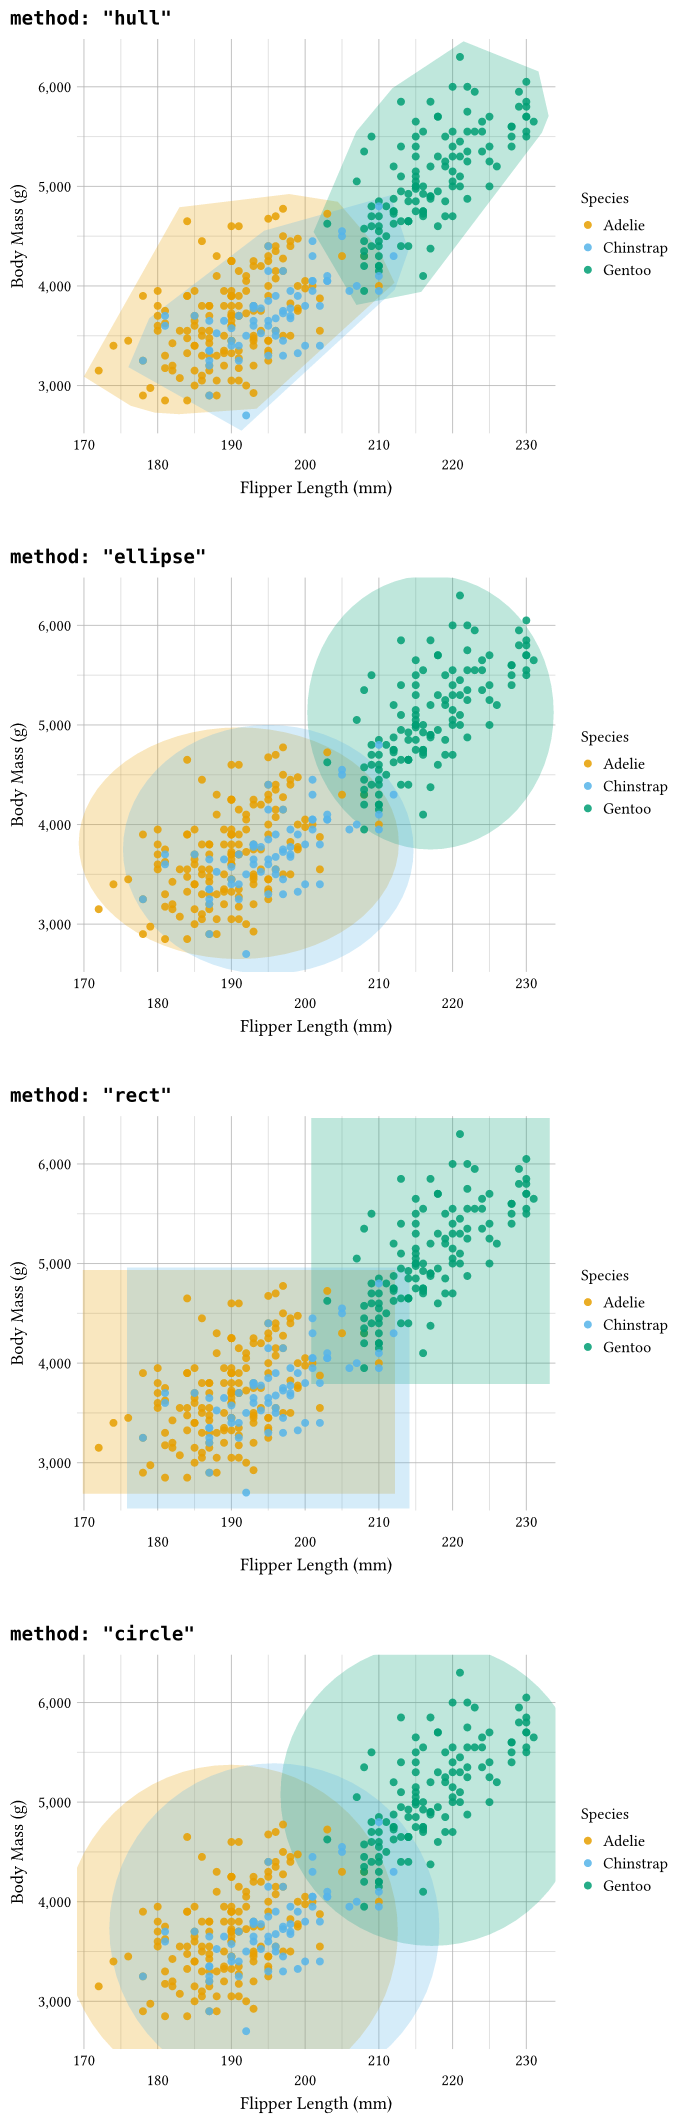 method: "hull"
6,000
5,000
4,000
3,000
Body Mass (g)
170 190 210 230
180 200 220
Flipper Length (mm)
Species
Adelie
Chinstrap
Gentoo
method: "ellipse"
6,000
5,000
4,000
3,000
Body Mass (g)
170 190 210 230
180 200 220
Flipper Length (mm)
Species
Adelie
Chinstrap
Gentoo
method: "rect"
6,000
5,000
4,000
3,000
Body Mass (g)
170 190 210 230
180 200 220
Flipper Length (mm)
Species
Adelie
Chinstrap
Gentoo
method: "circle"
6,000
5,000
4,000
3,000
Body Mass (g)
170 190 210 230
180 200 220
Flipper Length (mm)
Species
Adelie
Chinstrap
Gentoo